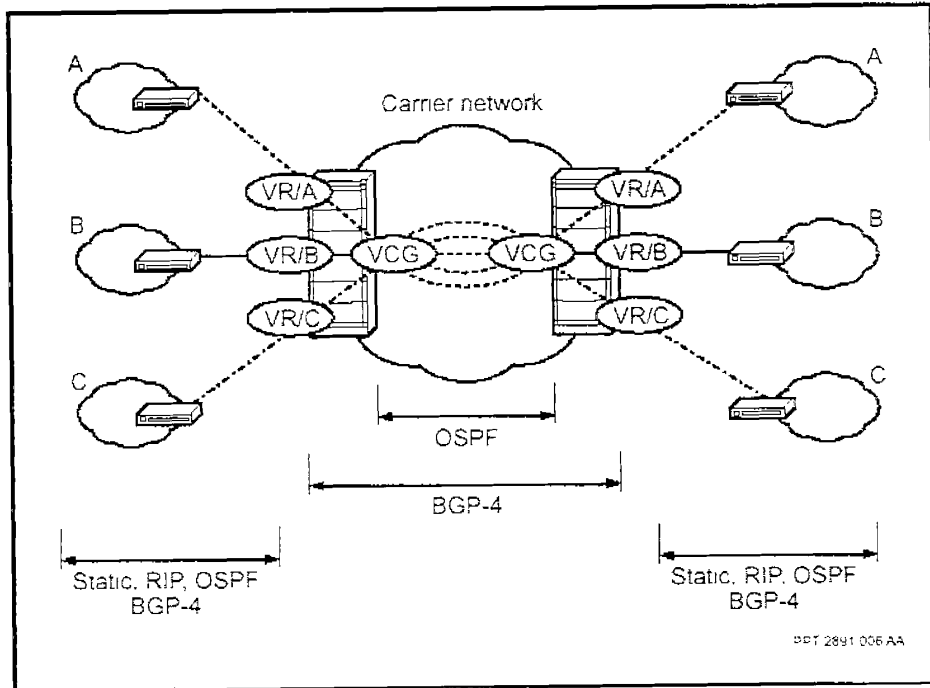 A
A
Carrier network
VR/A
VR/A
B
B
VR/B
VCG
VCG
VR/B
VR/C
VR/C
C
C
OSPF
BGP-4
Static, RIP, OSPF
BGP-4
Static, RIP, OSPF
BGP-4
PPT 2891 006 AA